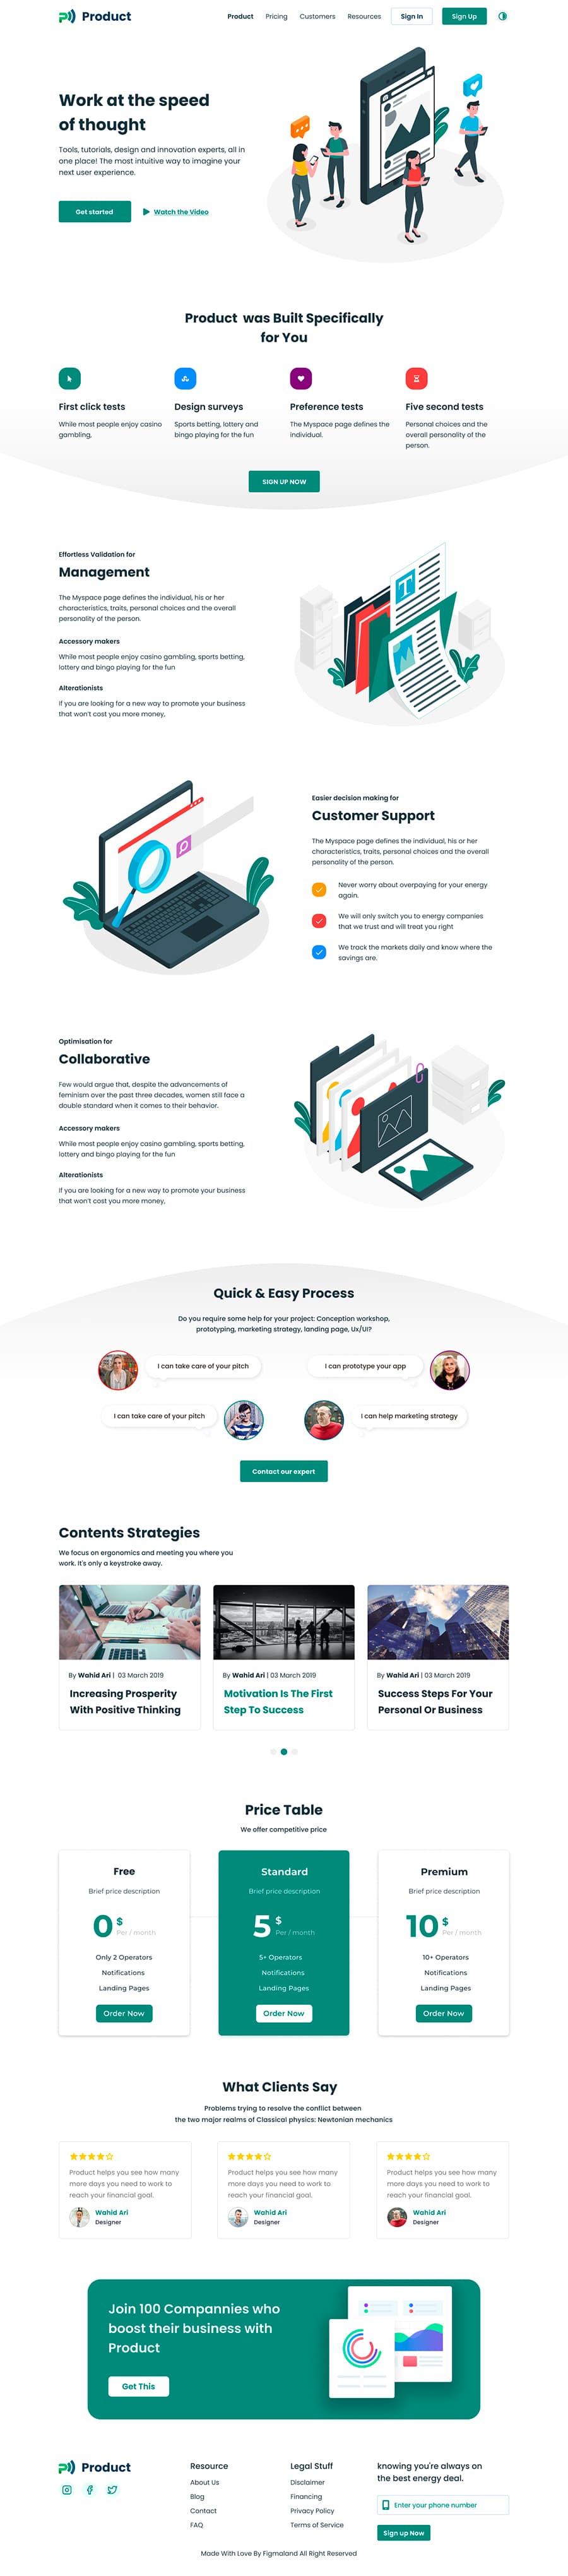 Product
Product Pricing Customers Resources Sign In Sign Up
Work at the speed
of thought
Tools, tutorials, design and innovation experts, all in
one place! The most intuitive way to imagine your
next user experience.
Get started Watch the Video
Product was Built Specifically
for You
First click tests
While most people enjoy casino
gambling,
Design surveys
Sports betting, lottery and
bingo playing for the fun
Preference tests
The Myspace page defines the
individual.
Five second tests
Personal choices and the
overall personality of the
person.
SIGN UP NOW
Effortless Validation for
Management
The Myspace page defines the individual, his or her
characteristics, traits, personal choices and the overall
personality of the person.
Accessory makers
While most people enjoy casino gambling, sports betting,
lottery and bingo playing for the fun
Alterationists
If you are looking for a new way to promote your business
that won't cost you more money,
T
Easier decision making for
Customer Support
The Myspace page defines the individual, his or her
characteristics, traits, personal choices and the overall
personality of the person.
Never worry about overpaying for your energy
again.
We will only switch you to energy companies
that we trust and will treat you right
We track the markets daily and know where the
savings are.
Optimisation for
Collaborative
Few would argue that, despite the advancements of
feminism over the past three decades, women still face a
double standard when it comes to their behavior.
Accessory makers
While most people enjoy casino gambling, sports betting,
lottery and bingo playing for the fun
Alterationists
If you are looking for a new way to promote your business
that won't cost you more money,
Quick & Easy Process
Do you require some help for your project: Conception workshop,
prototyping, marketing strategy, landing page, Ux/UI?
I can take care of your pitch
I can prototype your app
I can take care of your pitch
I can help marketing strategy
Contact our expert
Contents Strategies
We focus on ergonomics and meeting you where you
work. It's only a keystroke away.
By Wahid Ari | 03 March 2019
Increasing Prosperity
With Positive Thinking
By Wahid Ari | 03 March 2019
Motivation Is The First
Step To Success
By Wahid Ari | 03 March 2019
Success Steps For Your
Personal Or Business
Price Table
We offer competitive price
Free
Brief price description
0 $
Per / month
Only 2 Operators
Notifications
Landing Pages
Order Now
Standard
Brief price description
5 $
Per / month
5+ Operators
Notifications
Landing Pages
Order Now
Premium
Brief price description
10 $
Per / month
10+ Operators
Notifications
Landing Pages
Order Now
What Clients Say
Problems trying to resolve the conflict between
the two major realms of Classical physics: Newtonian mechanics
Product helps you see how many
more days you need to work to
reach your financial goal.
Wahid Ari
Designer
Product helps you see how many
more days you need to work to
reach your financial goal.
Wahid Ari
Designer
Product helps you see how many
more days you need to work to
reach your financial goal.
Wahid Ari
Designer
Join 100 Compannies who
boost their business with
Product
Get This
Product
Resource
About Us
Blog
Contact
FAQ
Legal Stuff
Disclaimer
Financing
Privacy Policy
Terms of Service
knowing you're always on
the best energy deal.
Enter your phone number
Sign up Now
Made With Love By Figmaland All Right Reserved